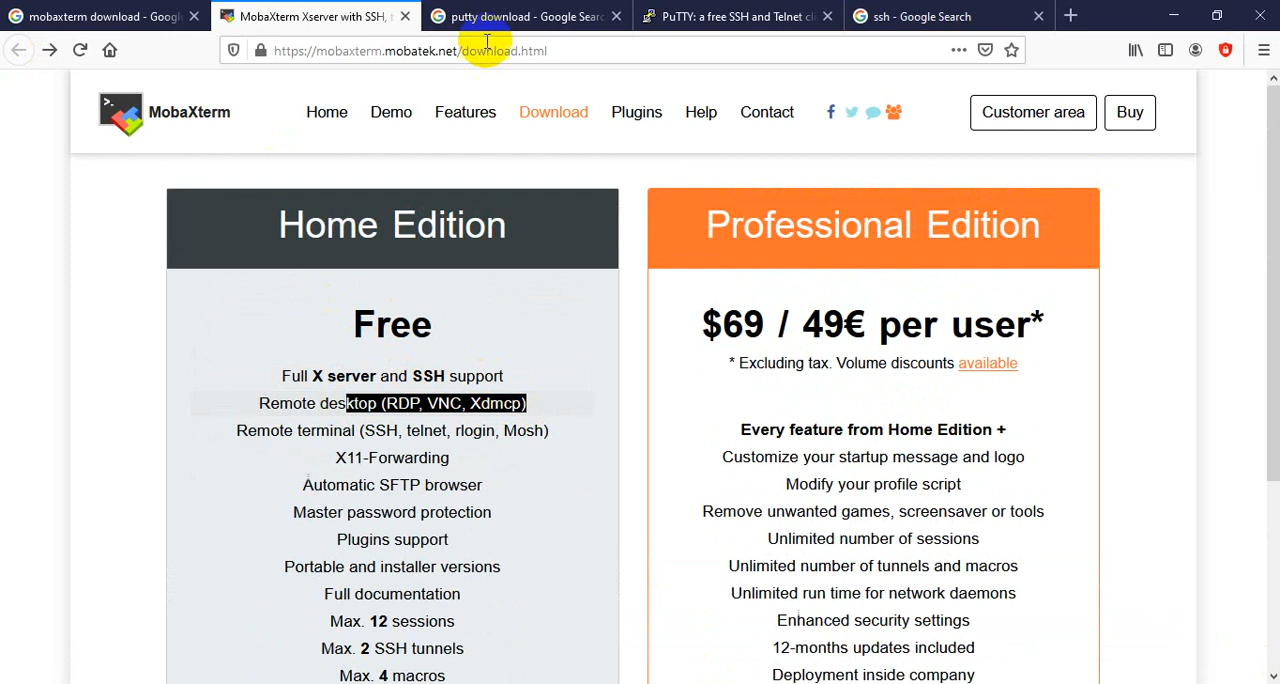 mobaxterm download - Googl
MobaXterm Xserver with SSH, t
putty download - Google Searc
PuTTY: a free SSH and Telnet cli
ssh - Google Search
https://mobaxterm.mobatek.net/download.html
MobaXterm
Home
Demo
Features
Download
Plugins
Help
Contact
Customer area
Buy
Home Edition
Free
Full X server and SSH support
Remote desktop (RDP, VNC, Xdmcp)
Remote terminal (SSH, telnet, rlogin, Mosh)
X11-Forwarding
Automatic SFTP browser
Master password protection
Plugins support
Portable and installer versions
Full documentation
Max. 12 sessions
Max. 2 SSH tunnels
Max. 4 macros
Professional Edition
$69 / 49€ per user*
* Excluding tax. Volume discounts available
Every feature from Home Edition +
Customize your startup message and logo
Modify your profile script
Remove unwanted games, screensaver or tools
Unlimited number of sessions
Unlimited number of tunnels and macros
Unlimited run time for network daemons
Enhanced security settings
12-months updates included
Deployment inside company